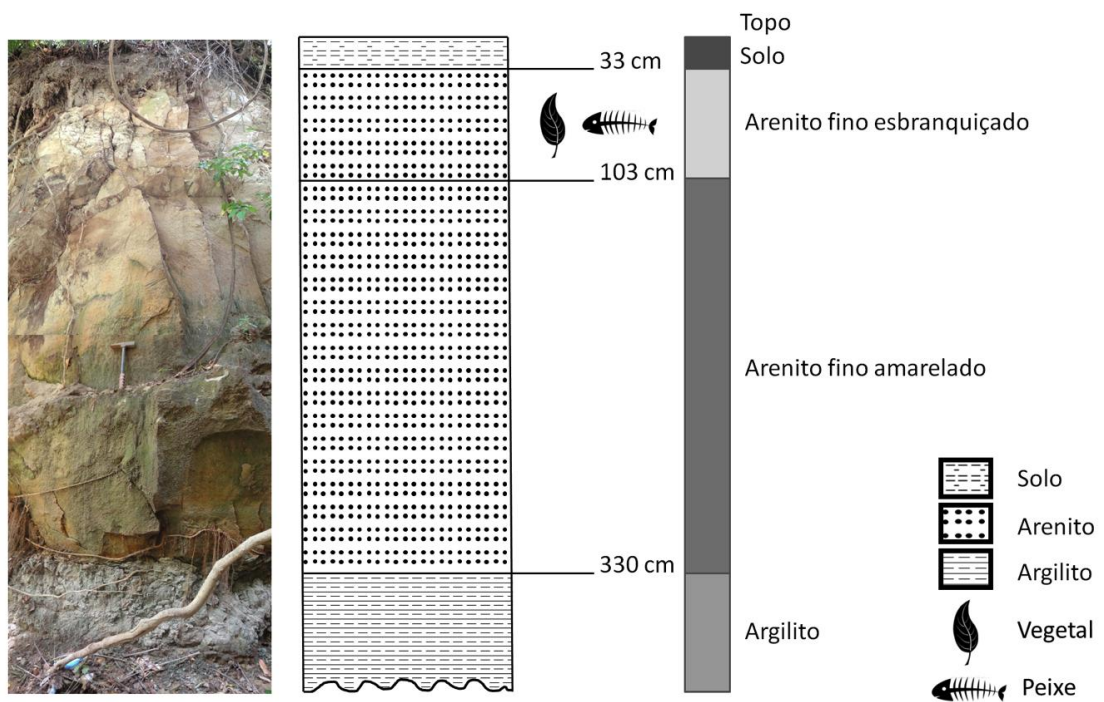 Topo
Solo
33 cm
Arenito fino esbranquiçado
103 cm
Arenito fino amarelado
330 cm
Argilito
Solo
Arenito
Argilito
Vegetal
Peixe